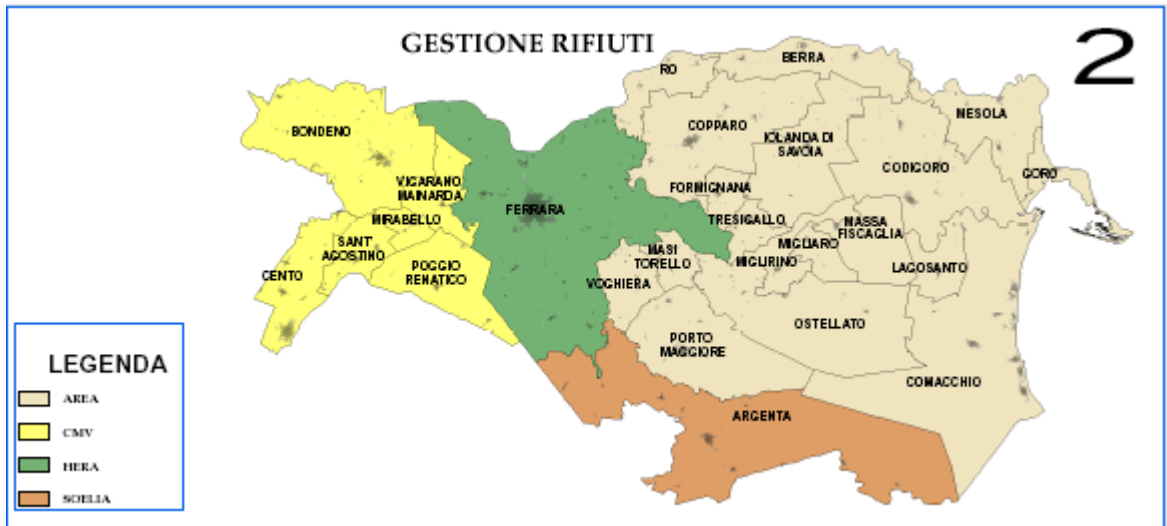 GESTIONE RIFIUTI
2
RO
BERRA
MESOLA
BONDENO
COPPARO
IOLANDA DI
SAVOIA
CODIGORO
GORO
VIGARANO
MAINARDA
FORMIGNANA
FERRARA
MIRABELLO
TRESIGALLO
MASSA
FISCAGLIA
SANT'
AGOSTINO
MASI
TORELLO
MIGLIARO
MIGLIRINO
LAGOSANTO
CENTO
POGGIO
RENATICO
VOGHIERA
OSTELLATO
PORTO
MAGGIORE
COMACCHIO
ARGENTA
LEGENDA
AREA
CMV
HERA
SOELIA